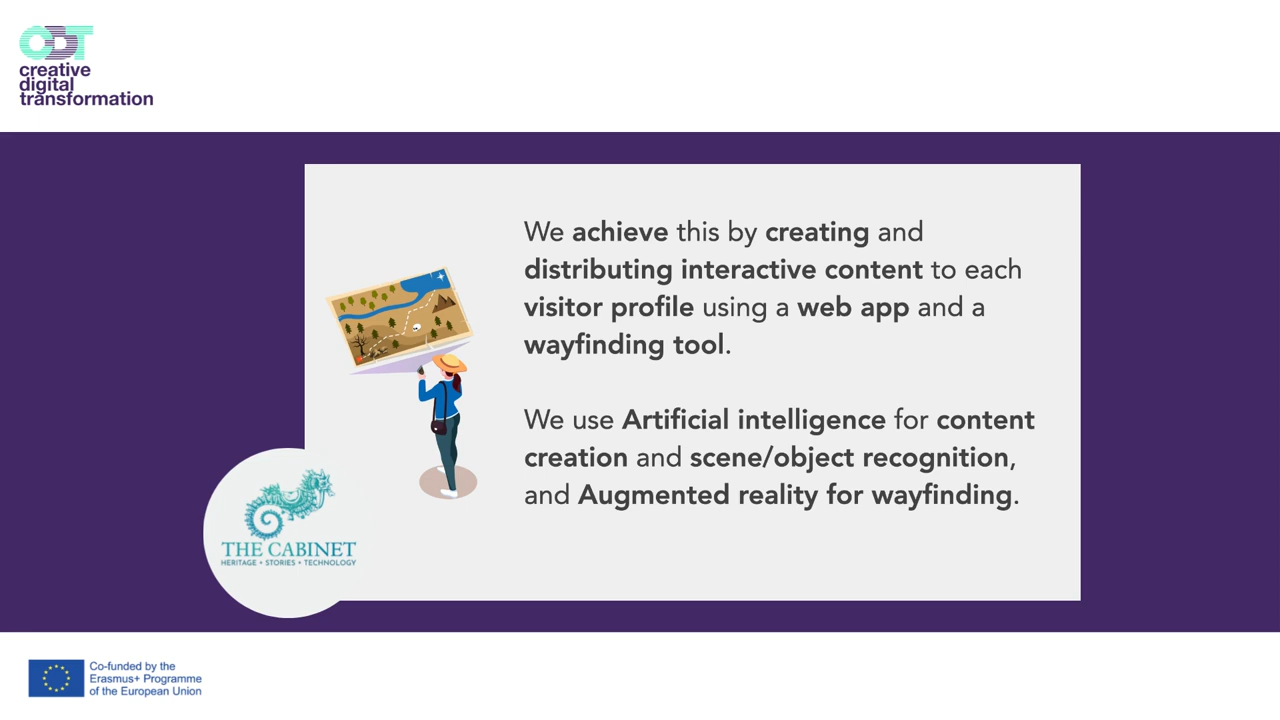 CDT
creative
digital
transformation
We achieve this by creating and
distributing interactive content to each
visitor profile using a web app and a
wayfinding tool.
We use Artificial intelligence for content
creation and scene/object recognition,
and Augmented reality for wayfinding.
THE CABINET
HERITAGE + STORIES + TECHNOLOGY
Co-funded by the
Erasmus+ Programme
of the European Union